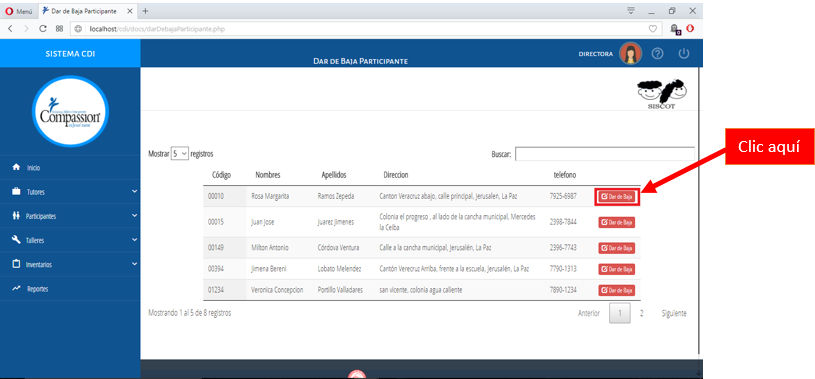 Menú
Dar de Baja Participante
localhost/cdi/docs/darDebajaParticipante.php
SISTEMA CDI
DAR DE BAJA PARTICIPANTE
DIRECTORA
Compassion
SISCOT
Inicio
Tutores
Participantes
Talleres
Inventarios
Reportes
Mostrar 5 registros
Buscar:
Código Nombres Apellidos Direccion telefono
00010 Rosa Margarita Ramos Zepeda Canton Veracruz abajo, calle principal, jerusalen, La Paz 7925-6987 Dar de Baja
00015 Juan Jose Juarez Jimenes Colonia el progreso , al lado de la cancha municipal, Mercedes la Ceiba 2398-7844 Dar de Baja
00149 Milton Antonio Córdova Ventura Calle a la cancha municipal, Jerusalén, La Paz 2396-7743 Dar de Baja
00394 Jimena Bereni Lobato Melendez Cantón Verecruz Arriba, frente a la escuela, Jerusalén, La Paz 7790-1313 Dar de Baja
01234 Veronica Concepcion Portillo Valladares san vicente, colonia agua caliente 7890-1234 Dar de Baja
Mostrando 1 al 5 de 8 registros
Anterior 1 2 Siguiente
Clic aquí